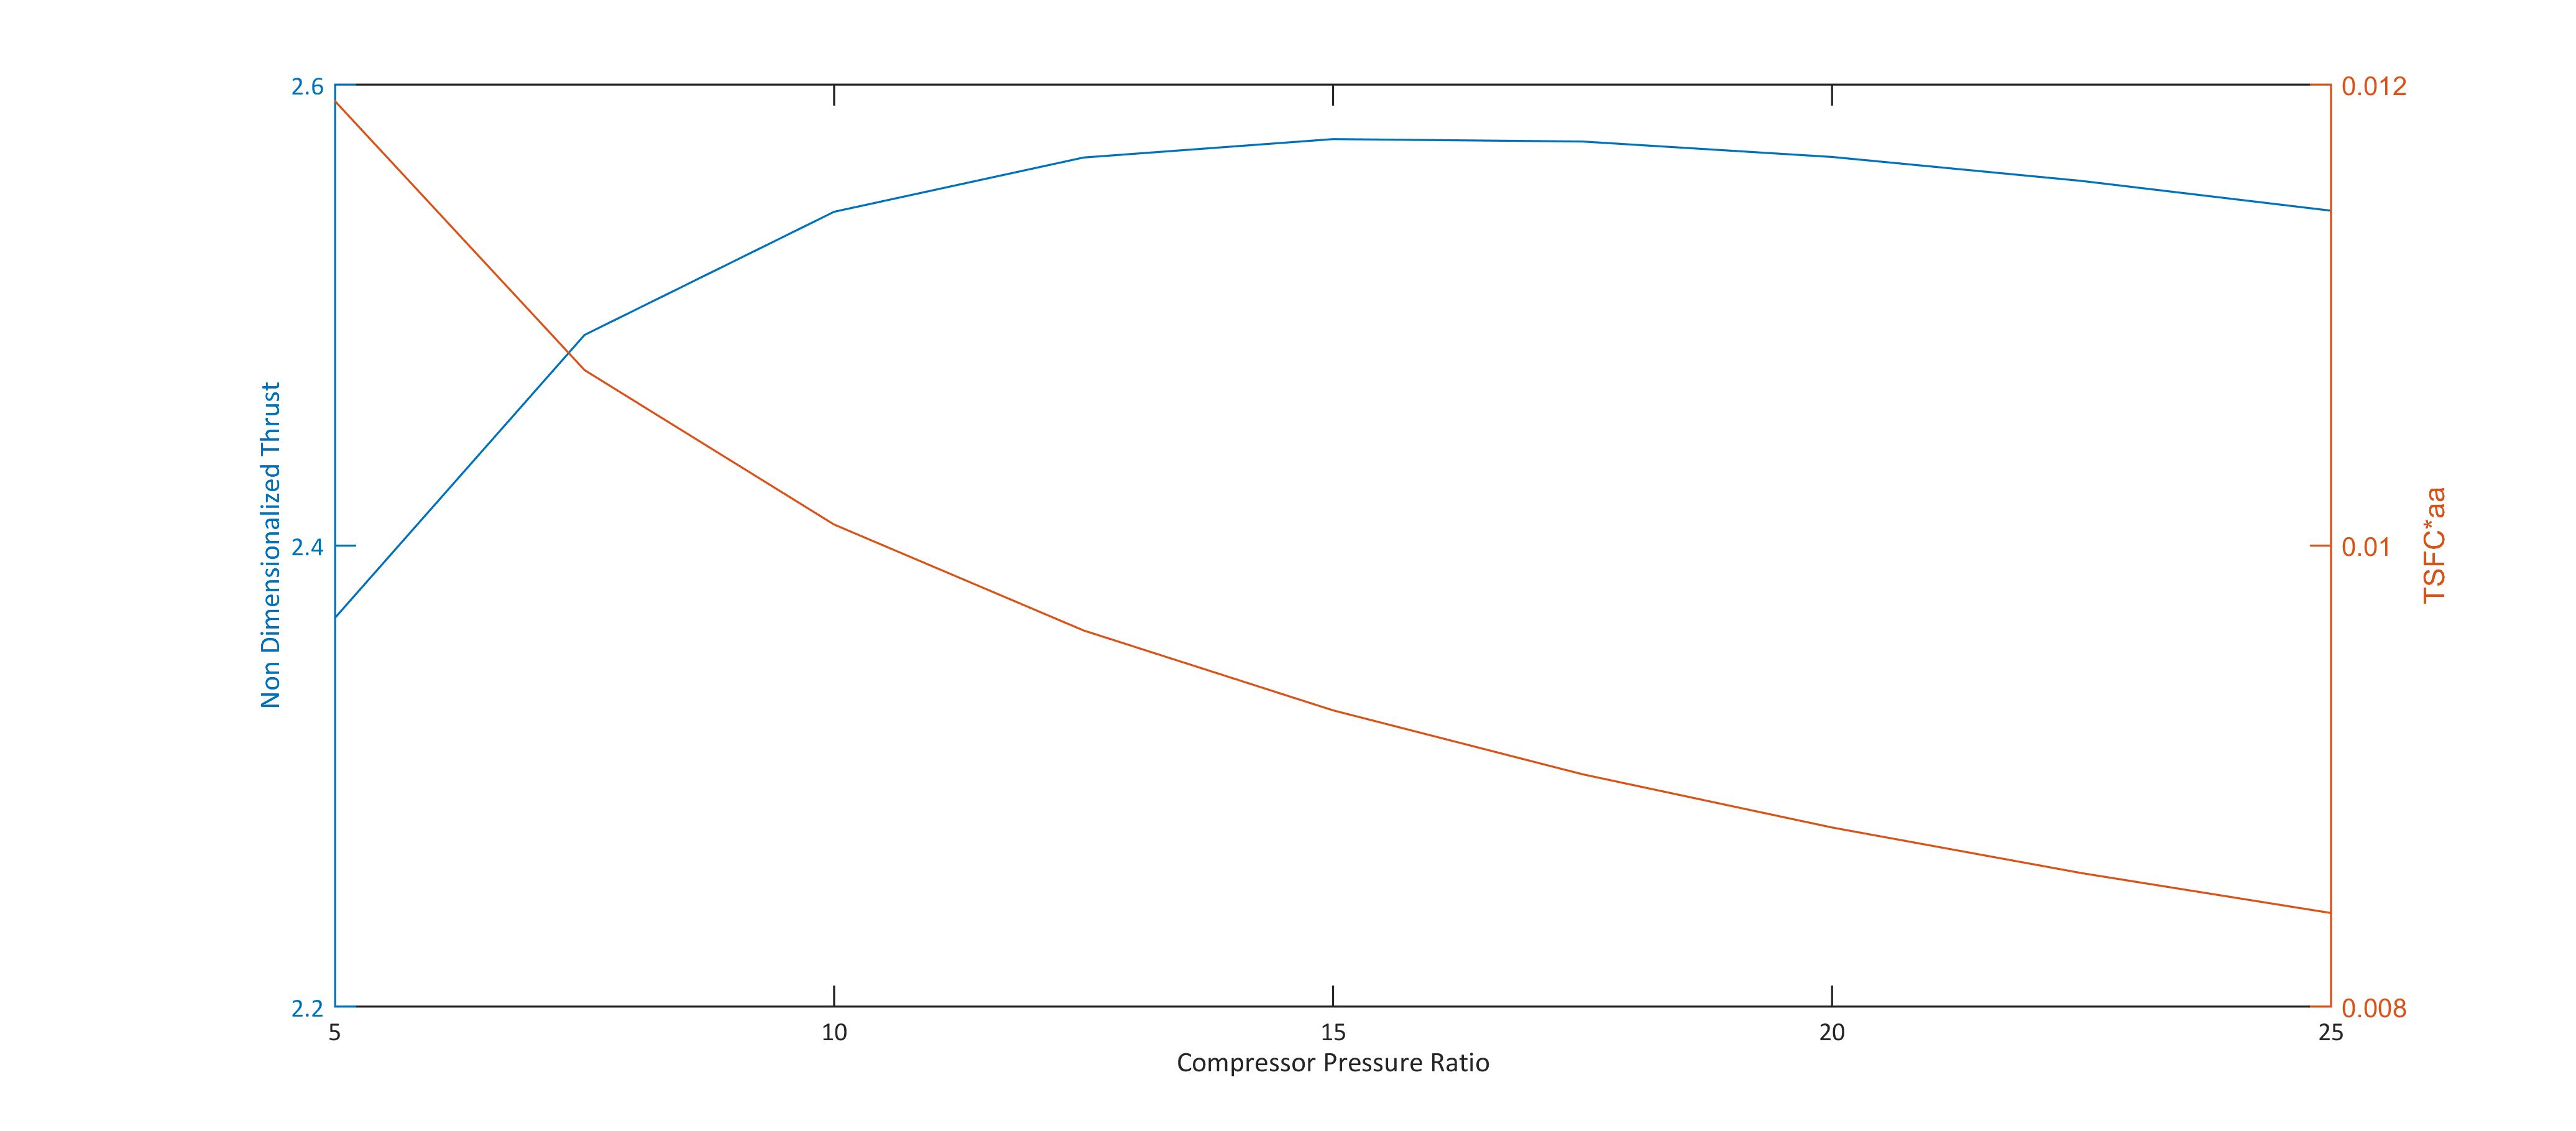 2.6
2.4
2.2
Non Dimensionalized Thrust
0.012
0.01
0.008
TSFC*aa
5 10 15 20 25
Compressor Pressure Ratio